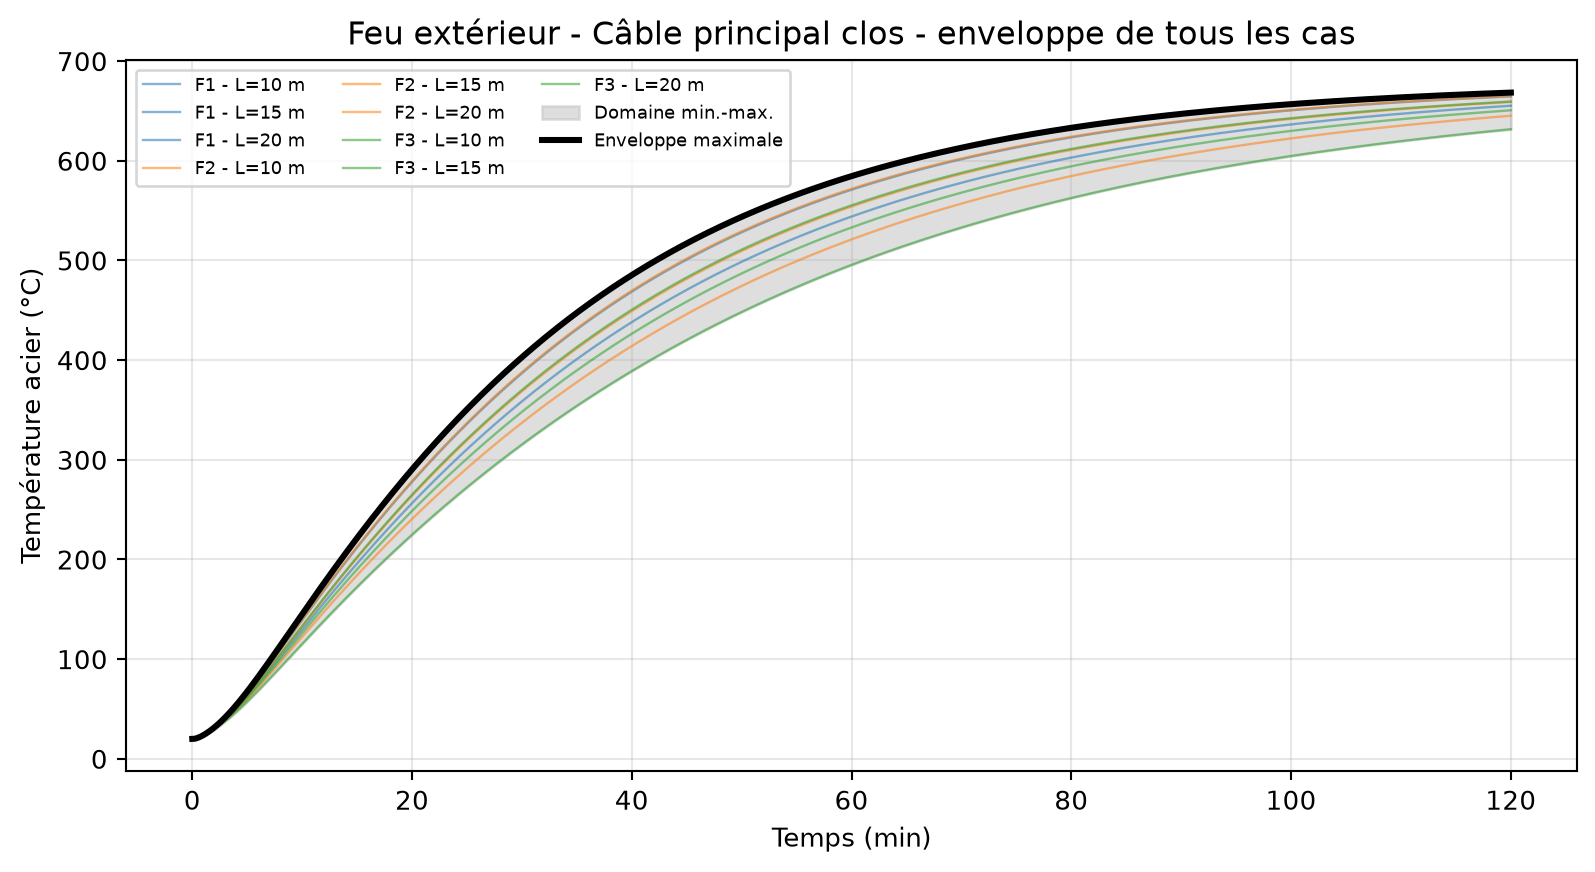 Feu extérieur - Câble principal clos - enveloppe de tous les cas
F1 - L=10 m
F1 - L=15 m
F1 - L=20 m
F2 - L=10 m
F2 - L=15 m
F2 - L=20 m
F3 - L=10 m
F3 - L=15 m
F3 - L=20 m
Domaine min.-max.
Enveloppe maximale
Température acier (°C)
700
600
500
400
300
200
100
0
0 20 40 60 80 100 120
Temps (min)